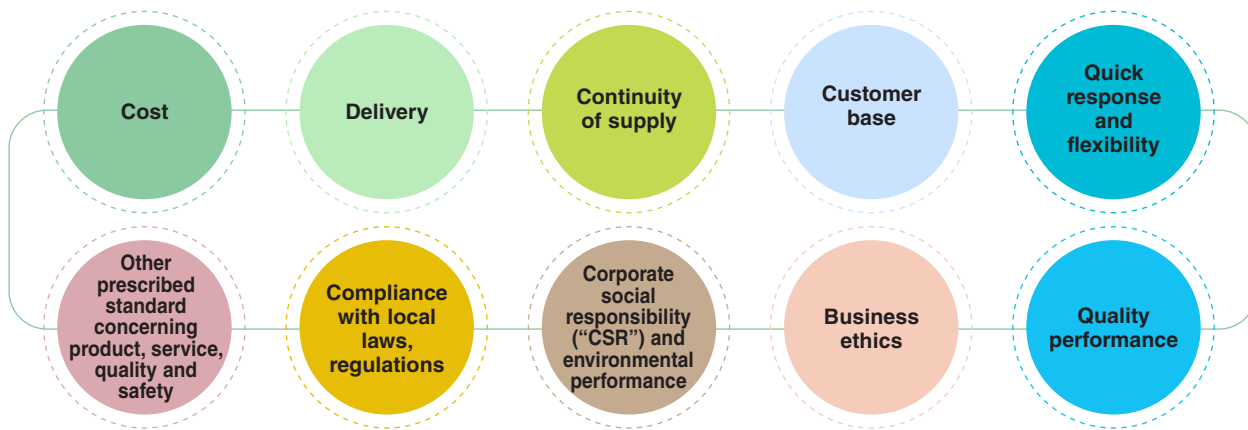 Cost
Delivery
Continuity
of supply
Customer
base
Quick
response
and
flexibility
Other
prescribed
standard
concerning
product, service,
quality and
safety
Compliance
with local
laws,
regulations
Corporate
social
responsibility
(“CSR”) and
environmental
performance
Business
ethics
Quality
performance